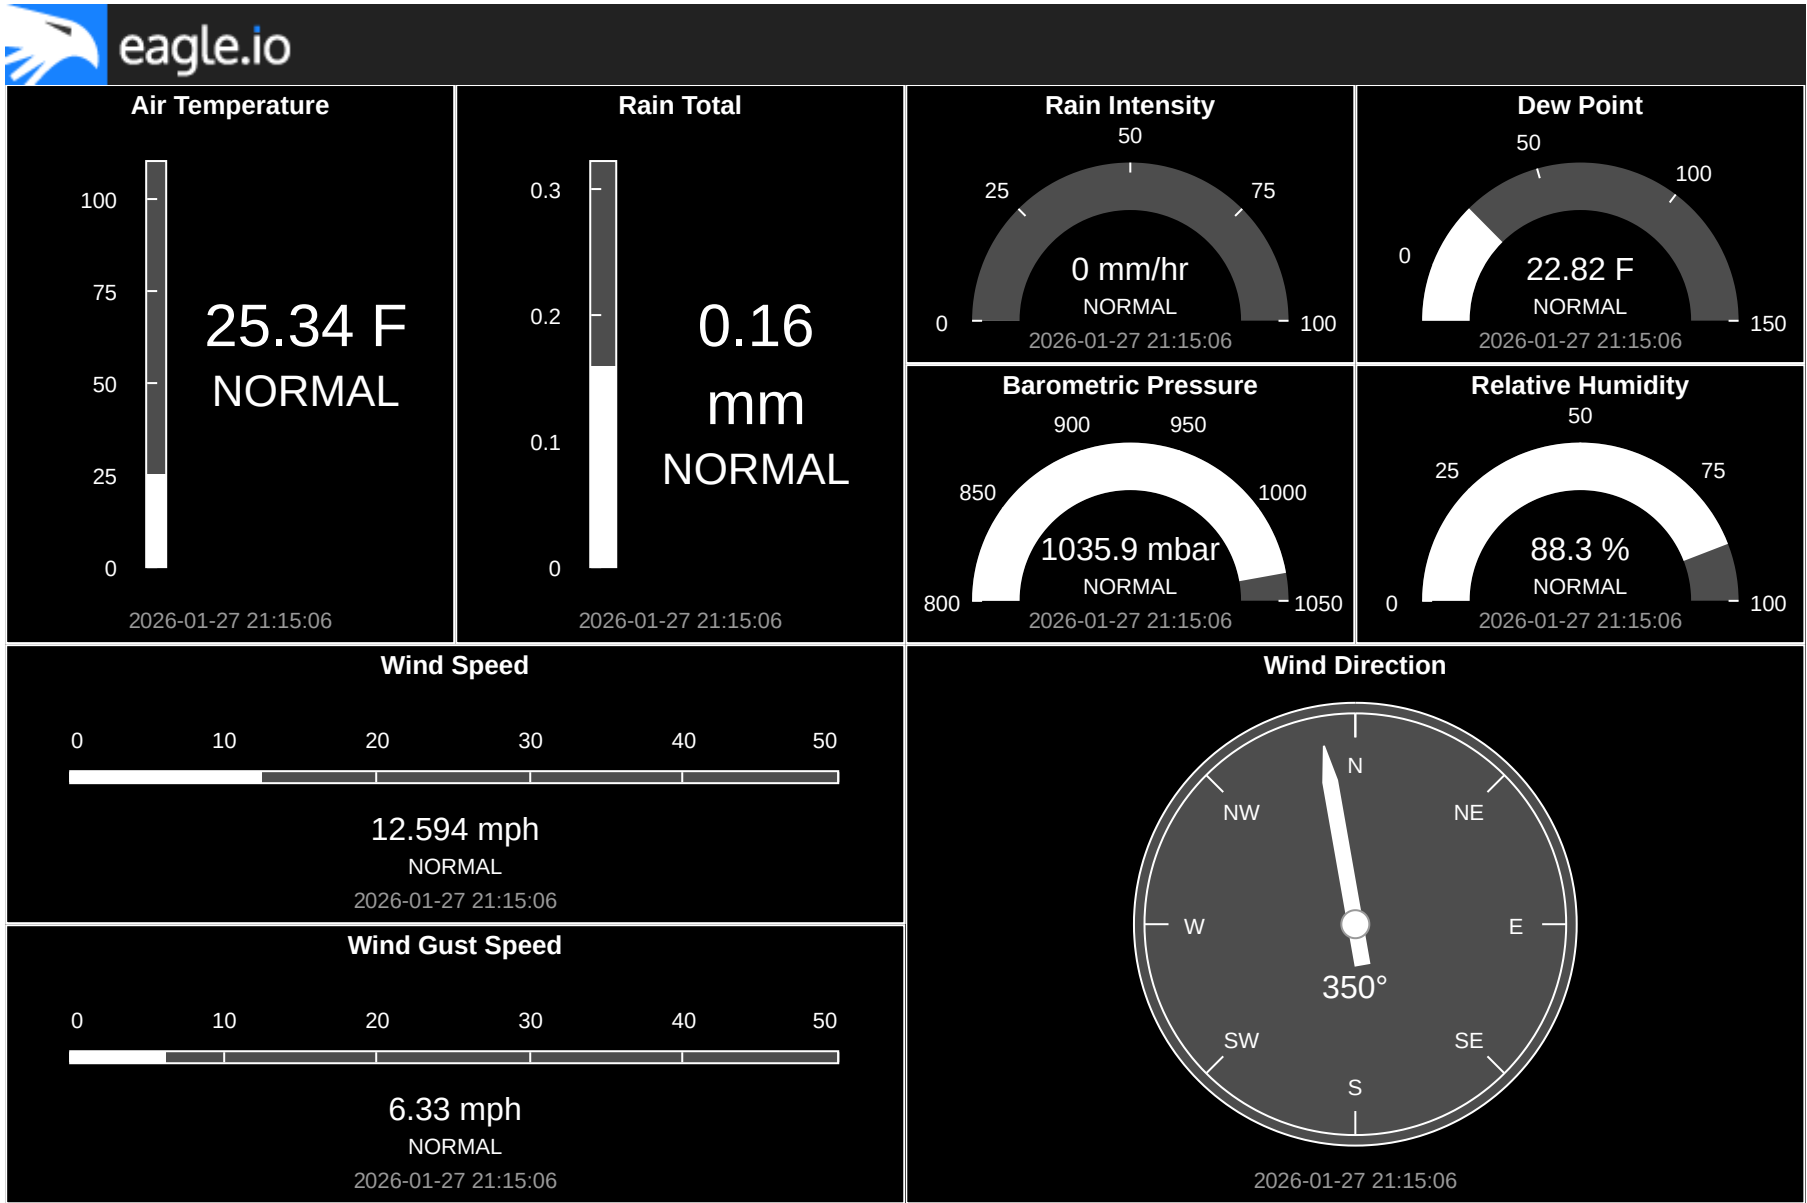 eagle.io
Air Temperature
100
75
50
25
0
25.34 F
NORMAL
2026-01-27 21:15:06
Rain Total
0.3
0.2
0.1
0
0.16
mm
NORMAL
2026-01-27 21:15:06
Rain Intensity
0
25
50
75
100
0 mm/hr
NORMAL
2026-01-27 21:15:06
Dew Point
0
50
100
150
22.82 F
NORMAL
2026-01-27 21:15:06
Barometric Pressure
800
850
900
950
1000
1050
1035.9 mbar
NORMAL
2026-01-27 21:15:06
Relative Humidity
0
25
50
75
100
88.3 %
NORMAL
2026-01-27 21:15:06
Wind Speed
0 10 20 30 40 50
12.594 mph
NORMAL
2026-01-27 21:15:06
Wind Gust Speed
0 10 20 30 40 50
6.33 mph
NORMAL
2026-01-27 21:15:06
Wind Direction
N
NW NE
W E
350°
SW SE
S
2026-01-27 21:15:06